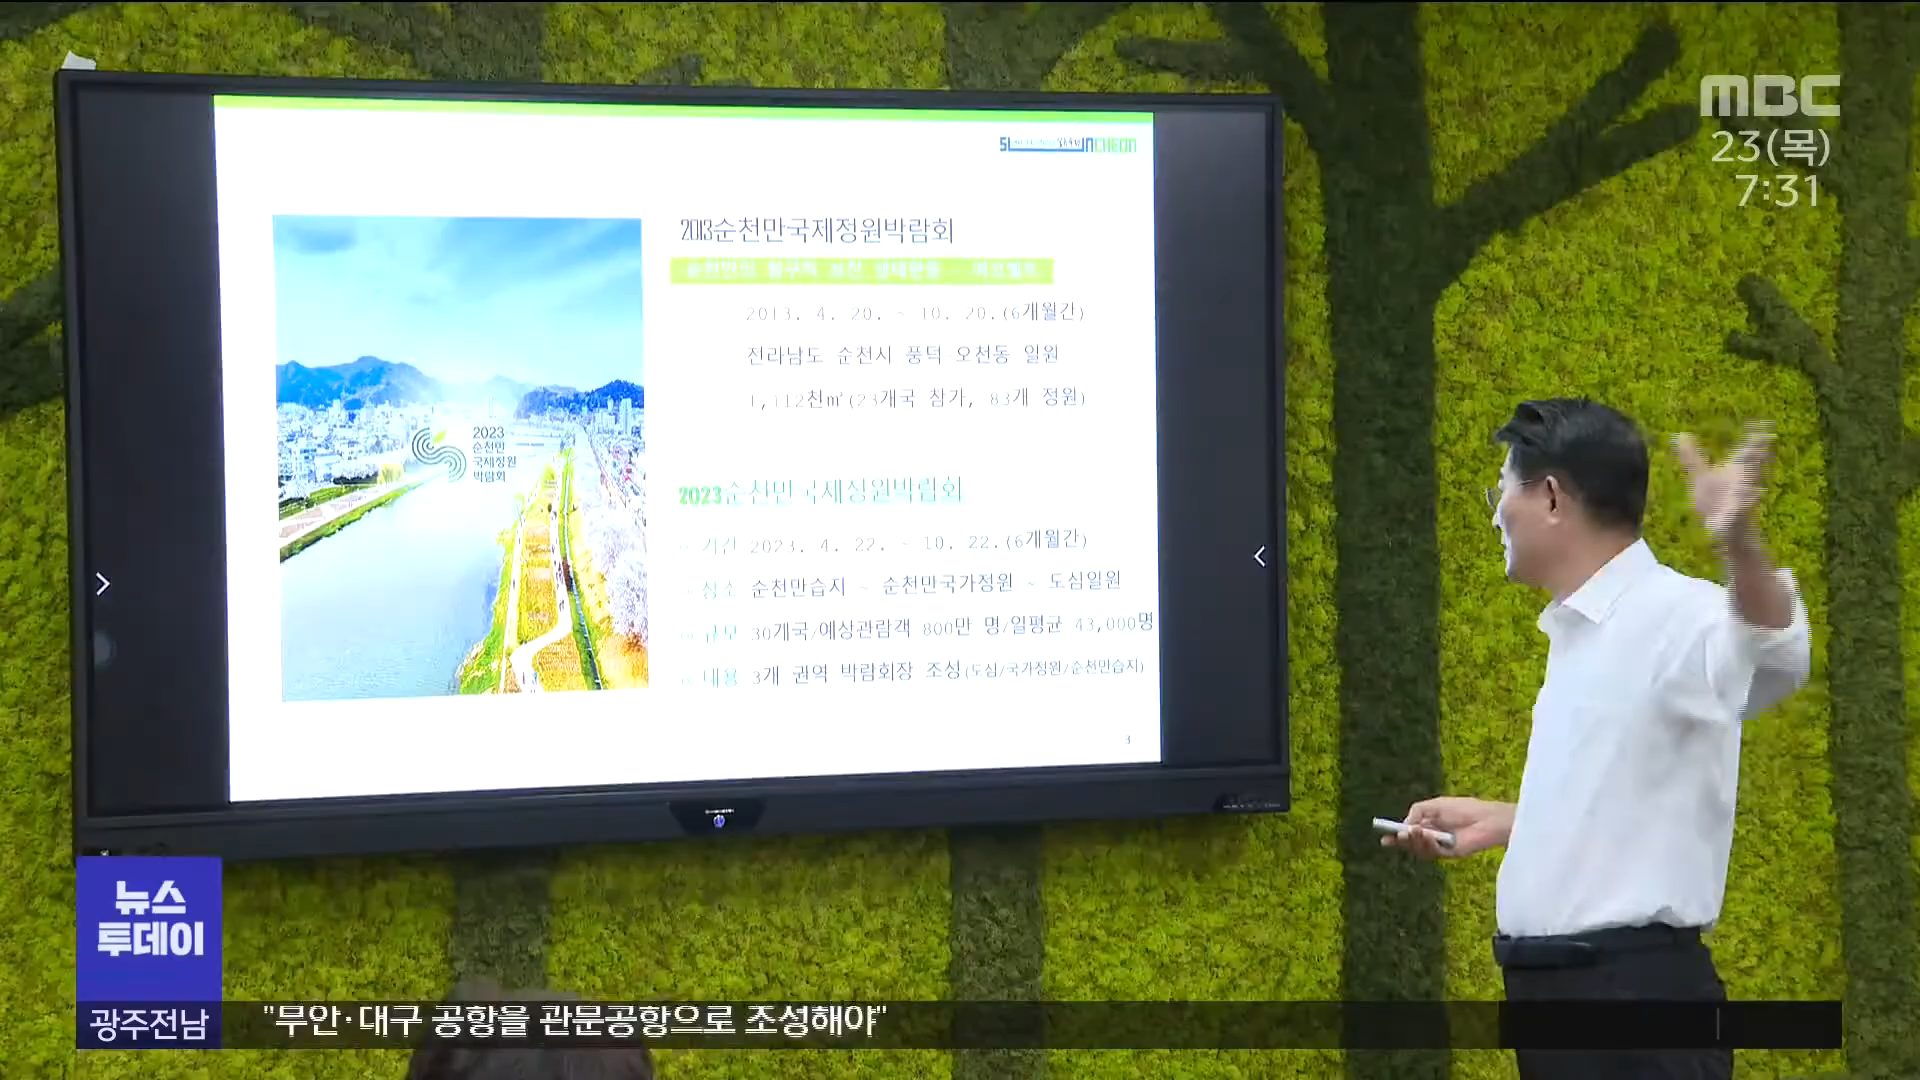 MBC
23(목)
7:31
CHEON
2013순천만국제정원박람회
2013. 4. 20. ~ 10. 20.(6개월간)
전라남도 순천시 풍덕 오천동 일원
1,112천㎡(23개국 참가, 83개 정원)
2023
순천만
국제정원
박람회
2023순천만국제정원박람회
기간 2023. 4. 22. ~ 10. 22.(6개월간)
장소 순천만습지 ~ 순천만국가정원 ~ 도심일원
규모 30개국/예상관람객 800만 명/일평균 43,000명
내용 3개 권역 박람회장 조성(도심/국가정원/순천만습지)
3
뉴스
투데이
광주전남
"무안·대구 공항을 관문공항으로 조성해야"